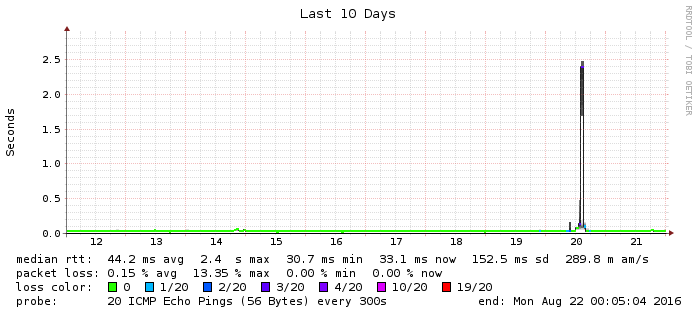 Last 10 Days
RRDTOOL / TOBI OETIKER
Seconds
2.5
2.0
1.5
1.0
0.5
0.0
12 13 14 15 16 17 18 19 20 21
median rtt: 44.2 ms avg 2.4 s max 30.7 ms min 33.1 ms now 152.5 ms sd 289.8 m am/s
packet loss: 0.15 % avg 13.35 % max 0.00 % min 0.00 % now
loss color: 0 1/20 2/20 3/20 4/20 10/20 19/20
probe: 20 ICMP Echo Pings (56 Bytes) every 300s end: Mon Aug 22 00:05:04 2016